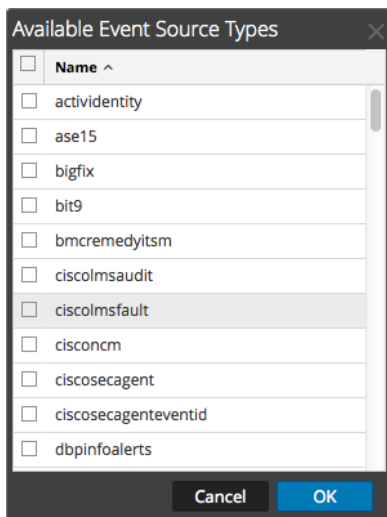 Available Event Source Types
Name
actividentity
ase15
bigfix
bit9
bmcremedyitsm
ciscolmsaudit
ciscolmsfault
cisconcm
ciscosecagent
ciscosecagenteventid
dbpinfoalerts
Cancel OK